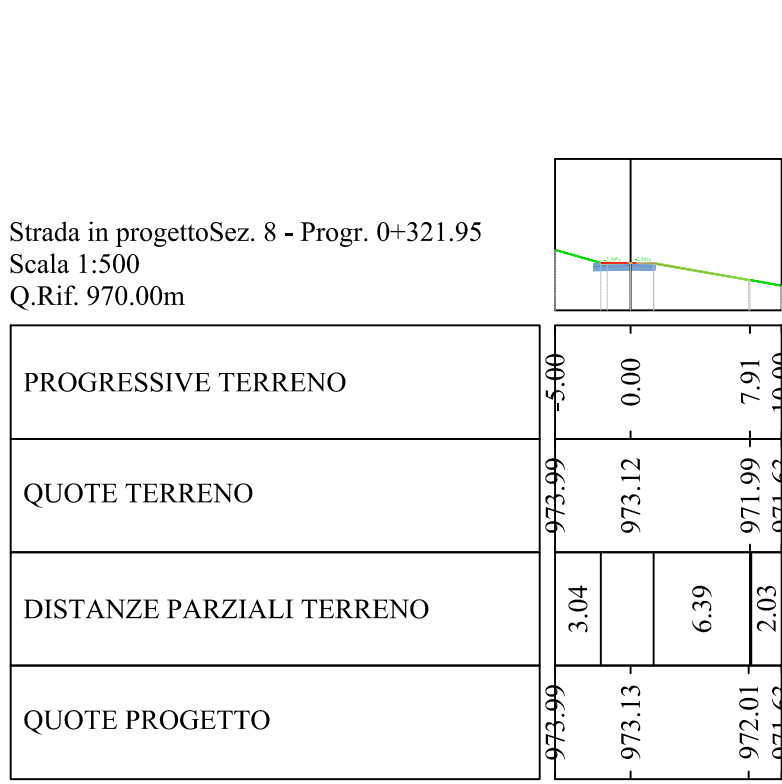 Strada in progettoSez. 8 - Progr. 0+321.95
Scala 1:500
Q.Rif. 970.00m
PROGRESSIVE TERRENO
-5.00 0.00 7.91
QUOTE TERRENO
973.99 973.12 971.99
DISTANZE PARZIALI TERRENO
3.04 6.39 2.03
QUOTE PROGETTO
973.99 973.13 972.01